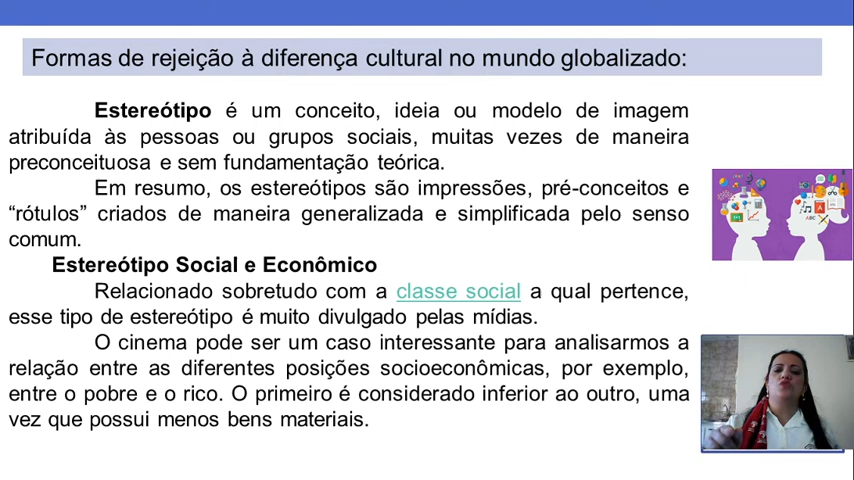 Formas de rejeição à diferença cultural no mundo globalizado:
Estereótipo é um conceito, ideia ou modelo de imagem
atribuída às pessoas ou grupos sociais, muitas vezes de maneira
preconceituosa e sem fundamentação teórica.
Em resumo, os estereótipos são impressões, pré-conceitos e
“rótulos” criados de maneira generalizada e simplificada pelo senso
comum.
Estereótipo Social e Econômico
Relacionado sobretudo com a classe social a qual pertence,
esse tipo de estereótipo é muito divulgado pelas mídias.
O cinema pode ser um caso interessante para analisarmos a
relação entre as diferentes posições socioeconômicas, por exemplo,
entre o pobre e o rico. O primeiro é considerado inferior ao outro, uma
vez que possui menos bens materiais.